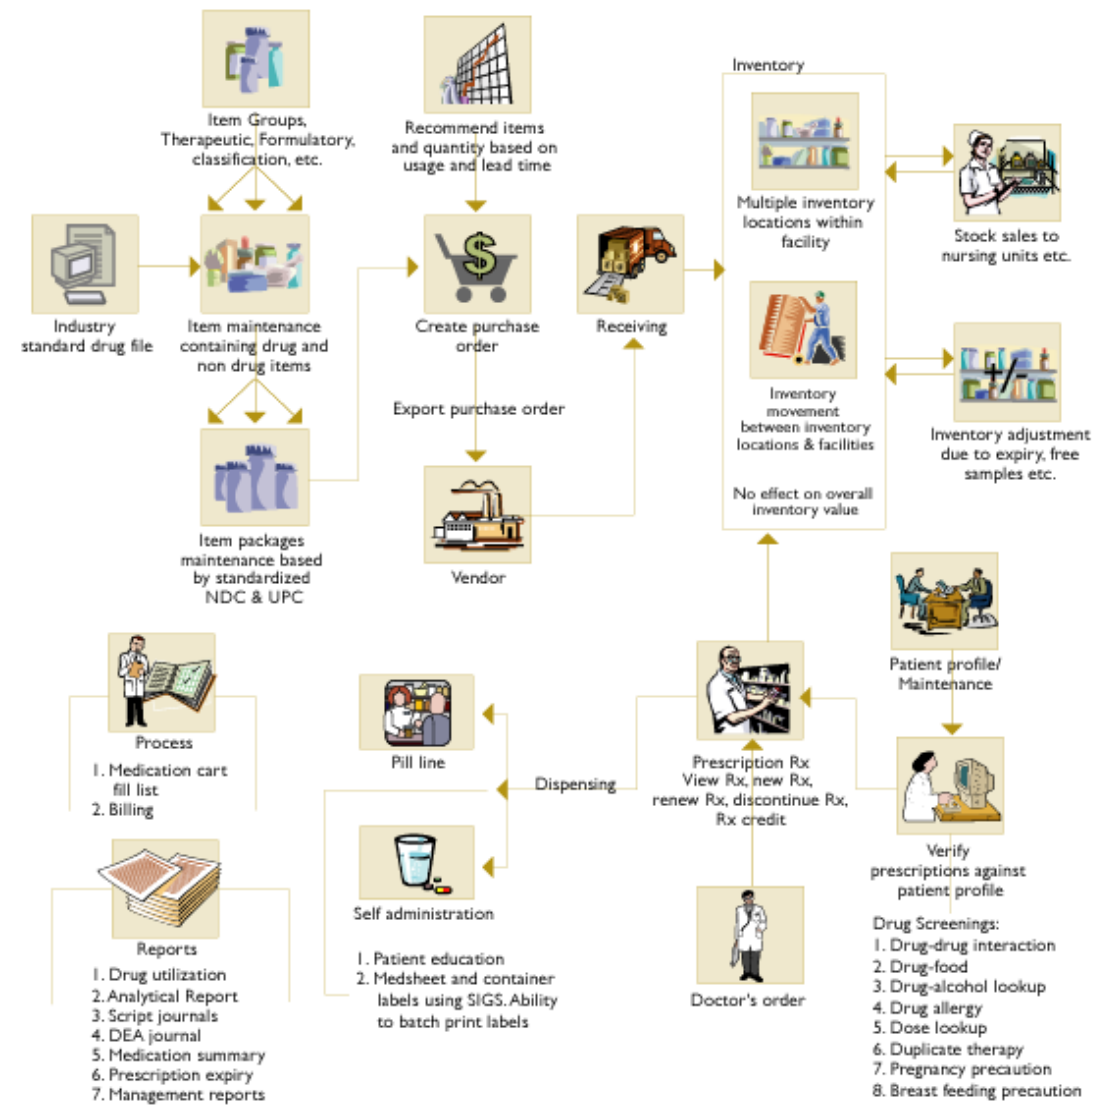 Item Groups,
Therapeutic, Formulatory,
classification, etc.
Recommend items
and quantity based on
usage and lead time
Inventory
Multiple inventory
locations within
facility
Stock sales to
nursing units etc.
Industry
standard drug file
Item maintenance
containing drug and
non drug items
$
Create purchase
order
Receiving
Inventory
movement
between inventory
locations & facilities
+/-
Inventory adjustment
due to expiry, free
samples etc.
Export purchase order
No effect on overall
inventory value
Item packages
maintenance based
by standardized
NDC & UPC
Vendor
Patient profile/
Maintenance
Process
1. Medication cart
fill list
2. Billing
Pill line
Dispensing
Prescription Rx
View Rx, new Rx,
renew Rx, discontinue Rx,
Rx credit
Verify
prescriptions against
patient profile
Reports
1. Drug utilization
2. Analytical Report
3. Script journals
4. DEA journal
5. Medication summary
6. Prescription expiry
7. Management reports
Self administration
1. Patient education
2. Medsheet and container
labels using SIGS. Ability
to batch print labels
Doctor's order
Drug Screenings:
1. Drug-drug interaction
2. Drug-food
3. Drug-alcohol lookup
4. Drug allergy
5. Dose lookup
6. Duplicate therapy
7. Pregnancy precaution
8. Breast feeding precaution